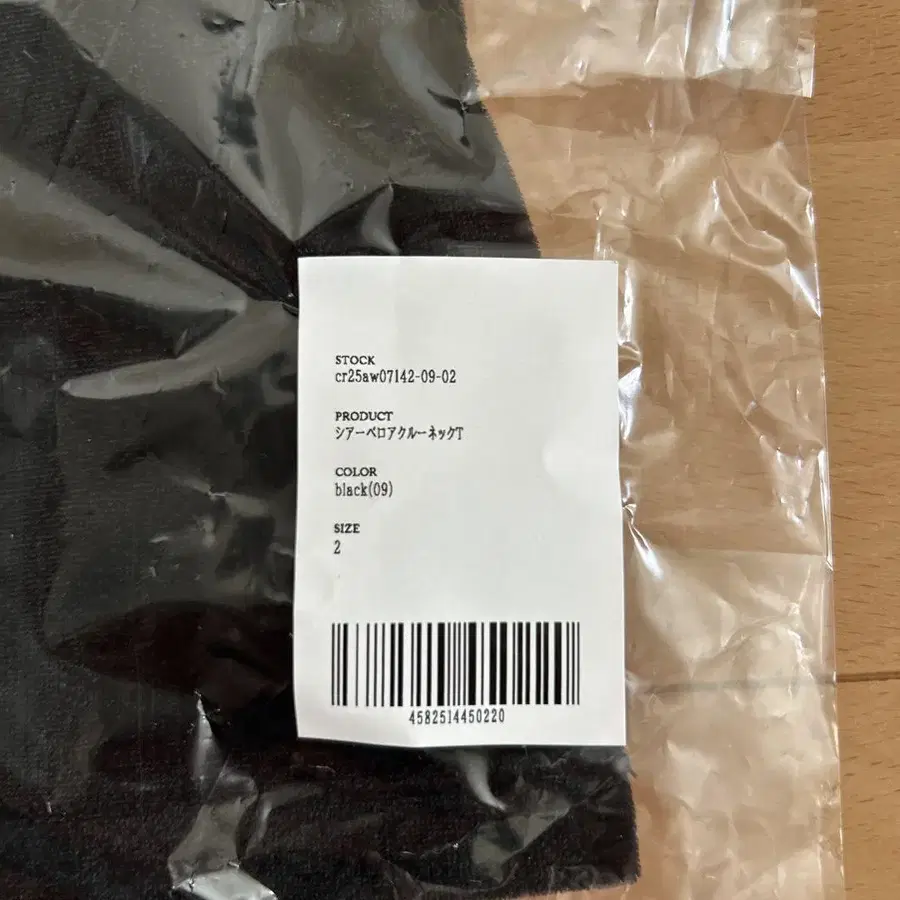 STOCK
cr25aw07142-09-02
PRODUCT
シアーベロアクルーネックT
COLOR
black(09)
SIZE
2
4582514450220